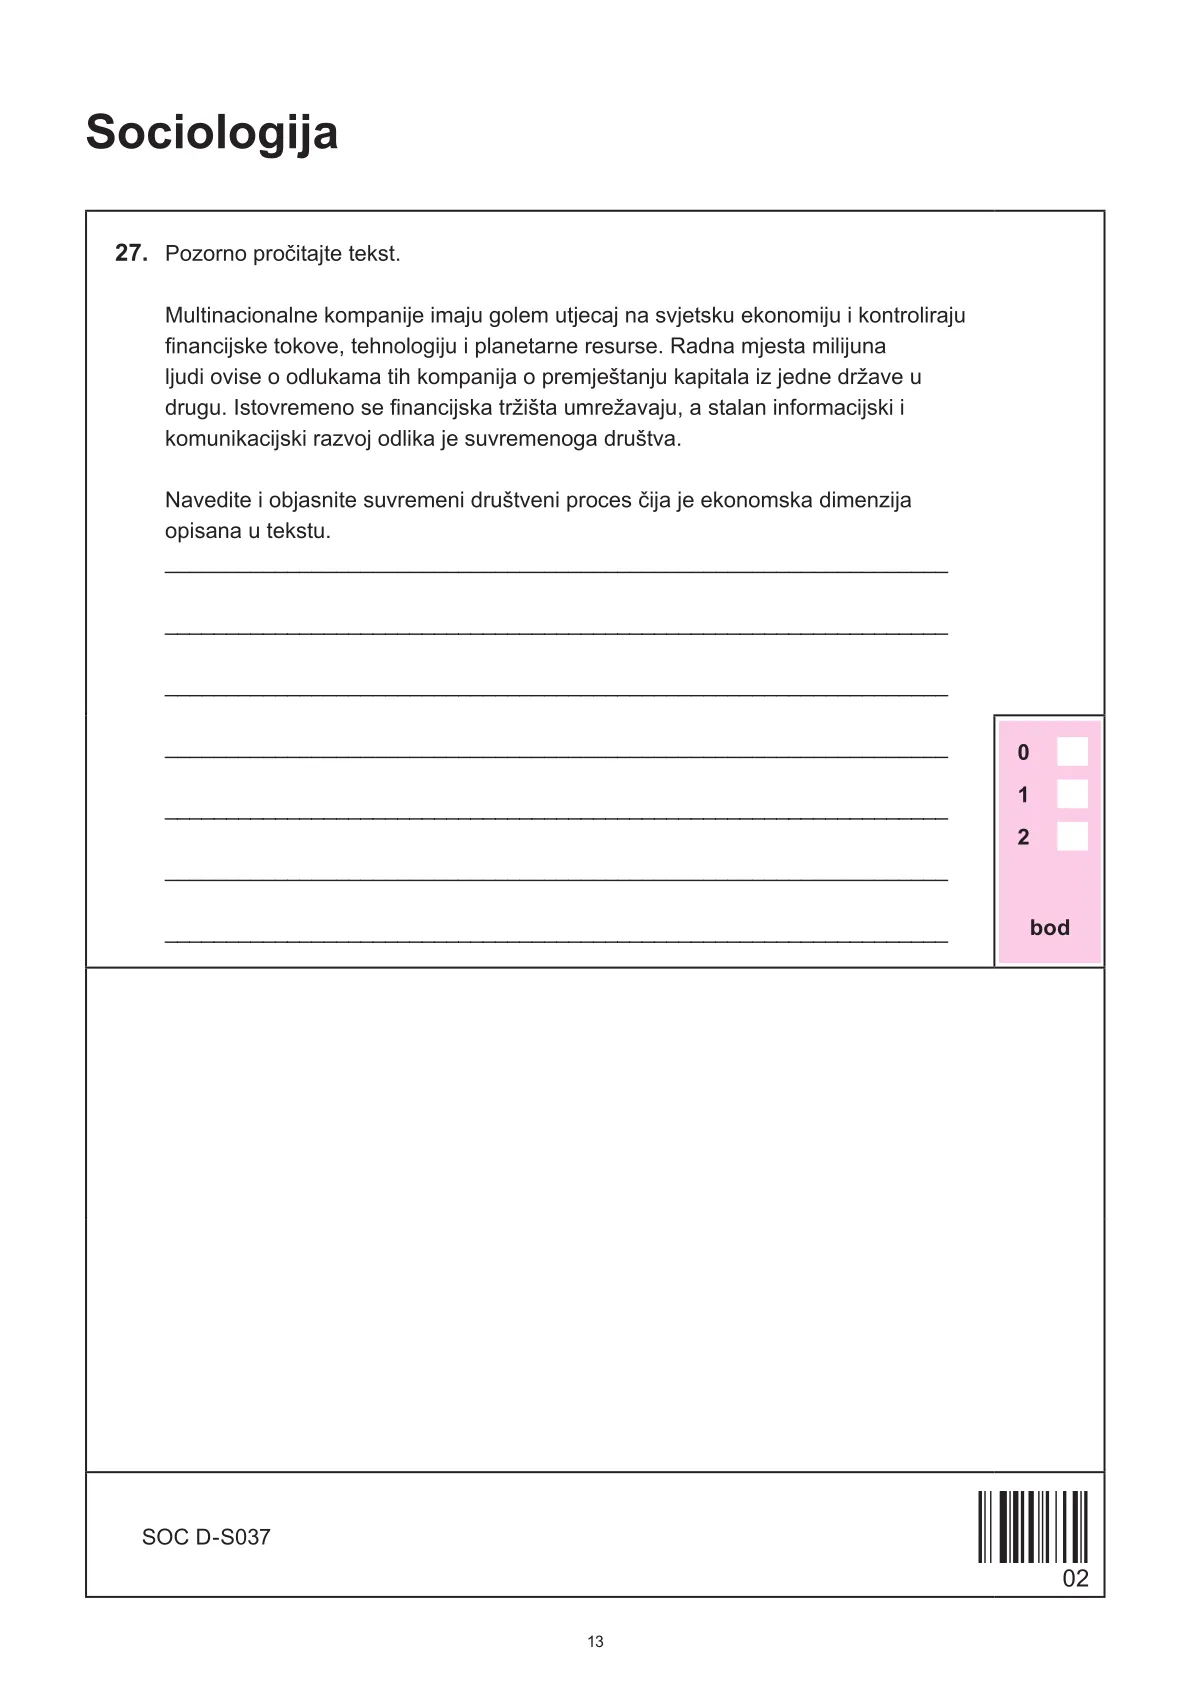 Sociologija
27. Pozorno pročitajte tekst.
Multinacionalne kompanije imaju golem utjecaj na svjetsku ekonomiju i kontroliraju
financijske tokove, tehnologiju i planetarne resurse. Radna mjesta milijuna
ljudi ovise o odlukama tih kompanija o premještanju kapitala iz jedne države u
drugu. Istovremeno se financijska tržišta umrežavaju, a stalan informacijski i
komunikacijski razvoj odlika je suvremenoga društva.
Navedite i objasnite suvremeni društveni proces čija je ekonomska dimenzija
opisana u tekstu.
0
1
2
bod
SOC D-S037
02
13